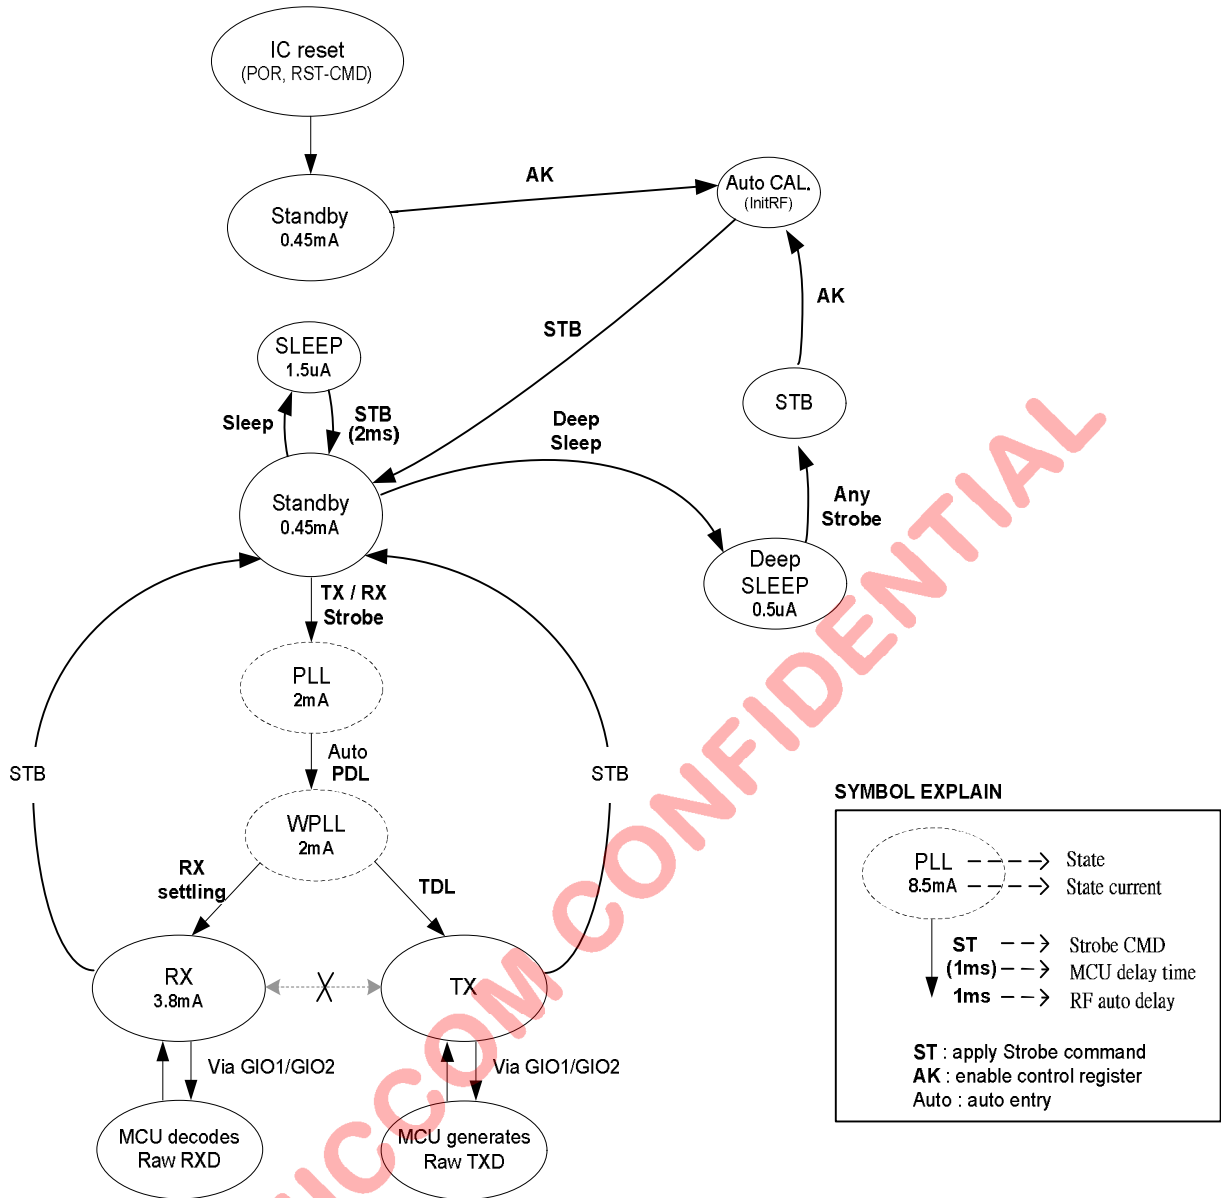 IC reset
(POR, RST-CMD)
Standby
0.45mA
AK
Auto CAL.
(InitRF)
AK
STB
SLEEP
1.5uA
Sleep
STB
(2ms)
STB
Deep
Sleep
Any
Strobe
Standby
0.45mA
Deep
SLEEP
0.5uA
TX / RX
Strobe
PLL
2mA
Auto
PDL
STB
STB
WPLL
2mA
RX
settling
TDL
RX
3.8mA
X
TX
Via GIO1/GIO2
Via GIO1/GIO2
MCU decodes
Raw RXD
MCU generates
Raw TXD
SYMBOL EXPLAIN
PLL
State
8.5mA
State current
ST
Strobe CMD
(1ms)
MCU delay time
1ms
RF auto delay
ST : apply Strobe command
AK : enable control register
Auto : auto entry
CCOM CONFIDENTIAL